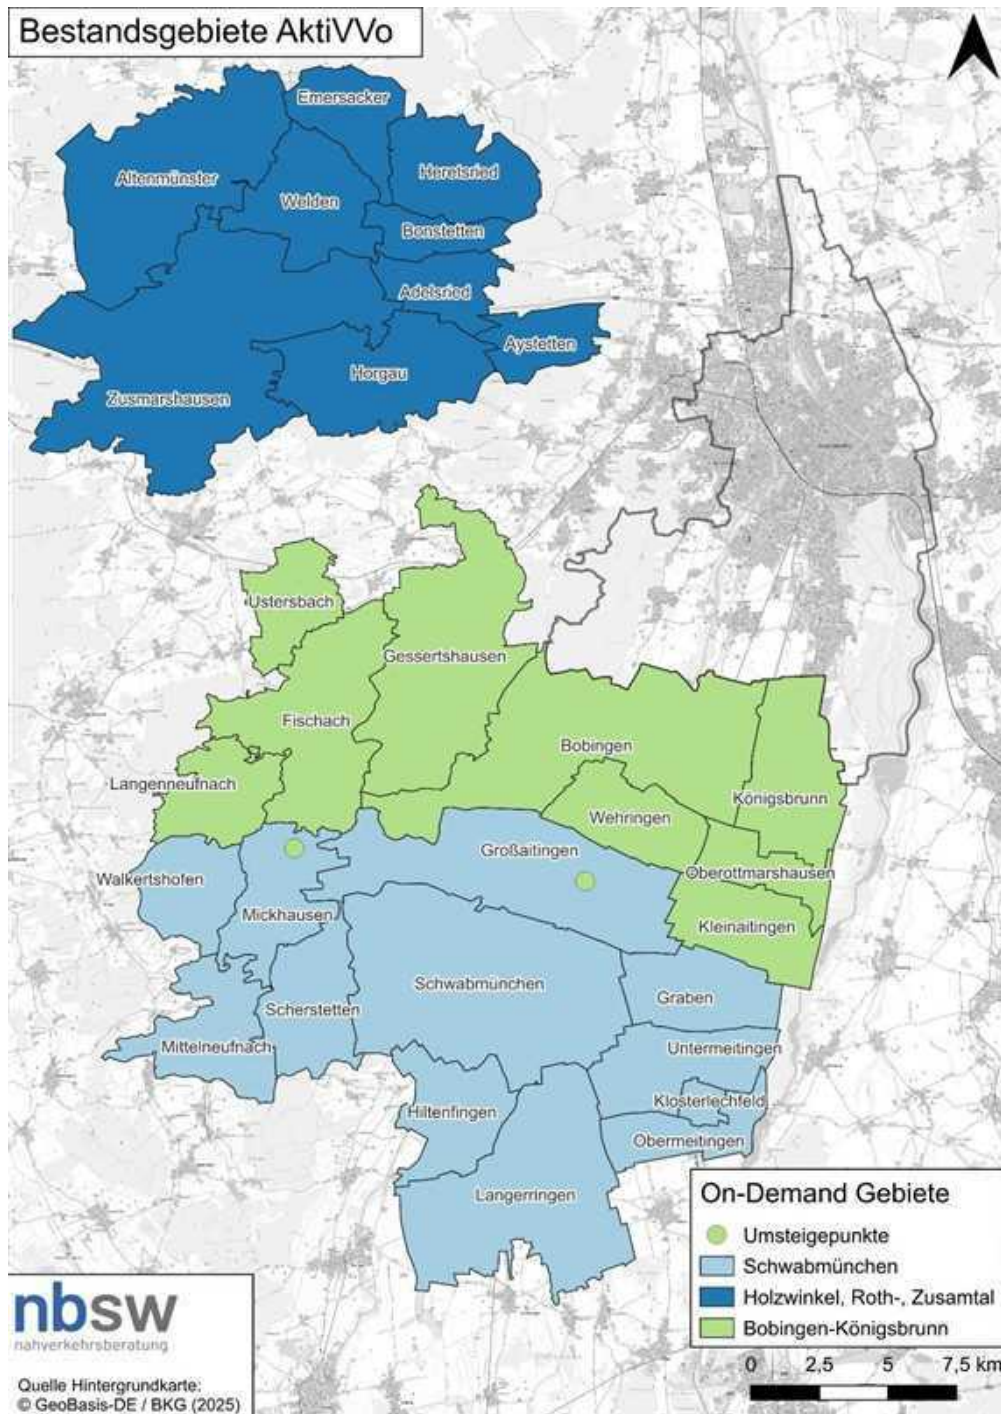 Bestandsgebiete AktiVVo
Emersacker
Altenmünster
Heretsried
Welden
Bonstetten
Adelsried
Aystetten
Horgau
Zusmarshausen
Ustersbach
Gessertshausen
Fischach
Bobingen
Langenneufnach
Königsbrunn
Wehringen
Großaitingen
Oberottmarshausen
Walkertshofen
Mickhausen
Kleinaitingen
Schwabmünchen
Graben
Scherstetten
Mittelneufnach
Untermeitingen
Klosterlechfeld
Hiltenfingen
Obermeitingen
Langerringen
On-Demand Gebiete
Umsteigepunkte
Schwabmünchen
Holzwinkel, Roth-, Zusamtal
Bobingen-Königsbrunn
0 2,5 5 7,5 km
nbsw
nahverkehrsberatung
Quelle Hintergrundkarte:
© GeoBasis-DE / BKG (2025)